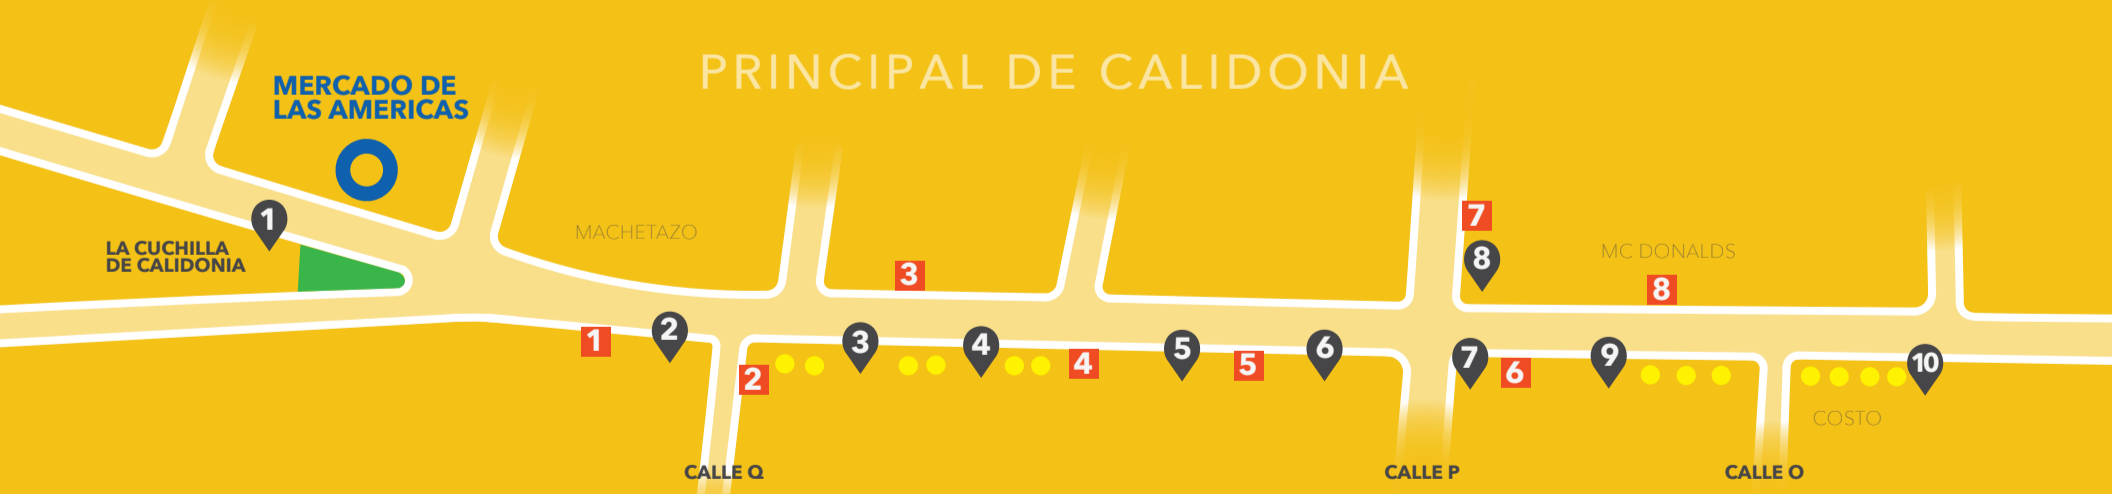 PRINCIPAL DE CALIDONIA
MERCADO DE
LAS AMERICAS
1
LA CUCHILLA
DE CALIDONIA
MACHETAZO
3
7
8
MC DONALDS
8
1
2
2
3
4
4
5
5
6
7
6
9
10
COSTO
CALLE Q
CALLE P
CALLE O